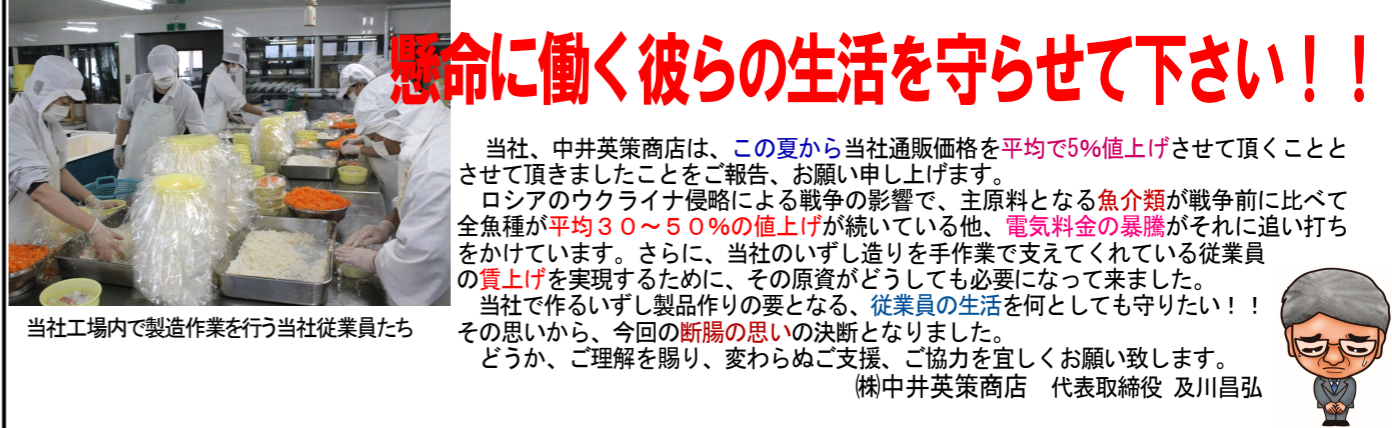 懸命に働く彼らの生活を守らせて下さい！！
当社、中井英策商店は、この夏から当社通販価格を平均で5%値上げさせて頂くことと
させて頂きましたことをご報告、お願い申し上げます。
ロシアのウクライナ侵略による戦争の影響で、主原料となる魚介類が戦争前に比べて
全魚種が平均３０～５０%の値上げが続いている他、電気料金の暴騰がそれに追い打ち
をかけています。さらに、当社のいずし造りを手作業で支えてくれている従業員
の賃上げを実現するために、その原資がどうしても必要になって来ました。
当社で作るいずし製品作りの要となる、従業員の生活を何としても守りたい！！
その思いから、今回の断腸の思いの決断となりました。
どうか、ご理解を賜り、変わらぬご支援、ご協力を宜しくお願い致します。
㈱中井英策商店　代表取締役 及川昌弘
当社工場内で製造作業を行う当社従業員たち